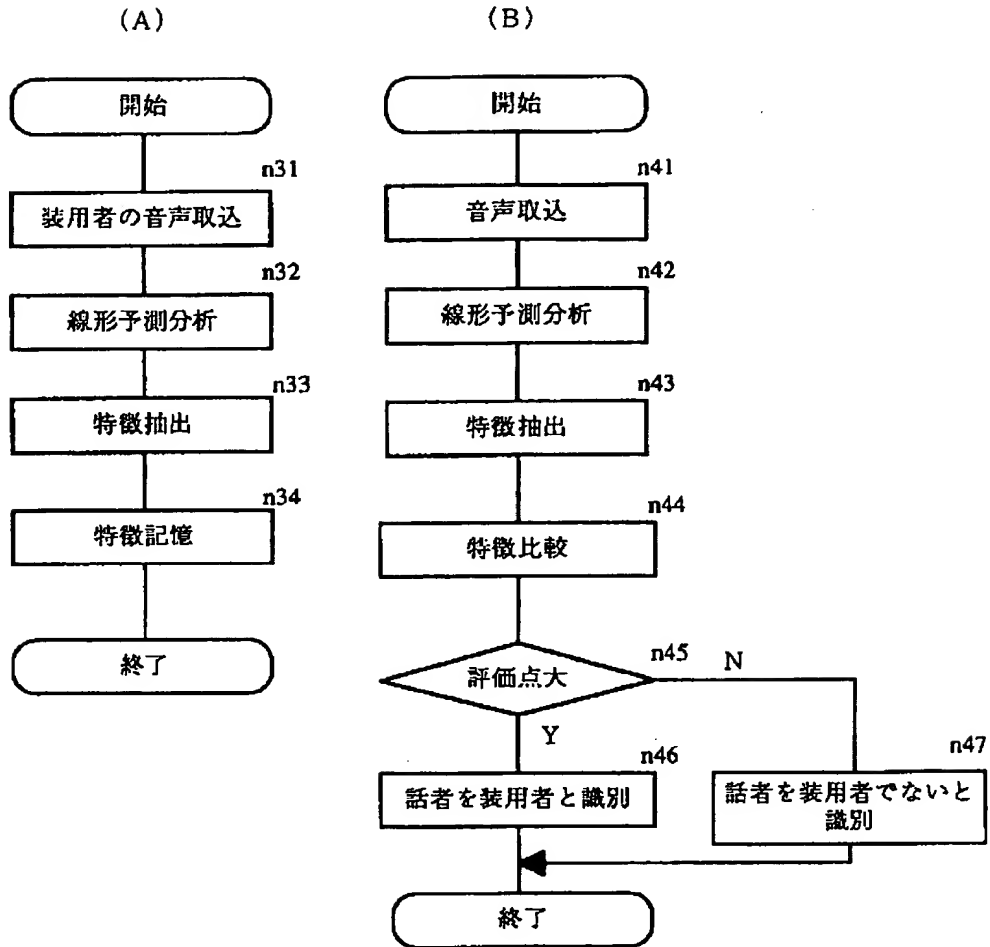 (A)
開始
n31
装用者の音声取込
n32
線形予測分析
n33
特徴抽出
n34
特徴記憶
終了
(B)
開始
n41
音声取込
n42
線形予測分析
n43
特徴抽出
n44
特徴比較
n45
評価点大
N
Y
n46
話者を装用者と識別
n47
話者を装用者でないと
識別
終了